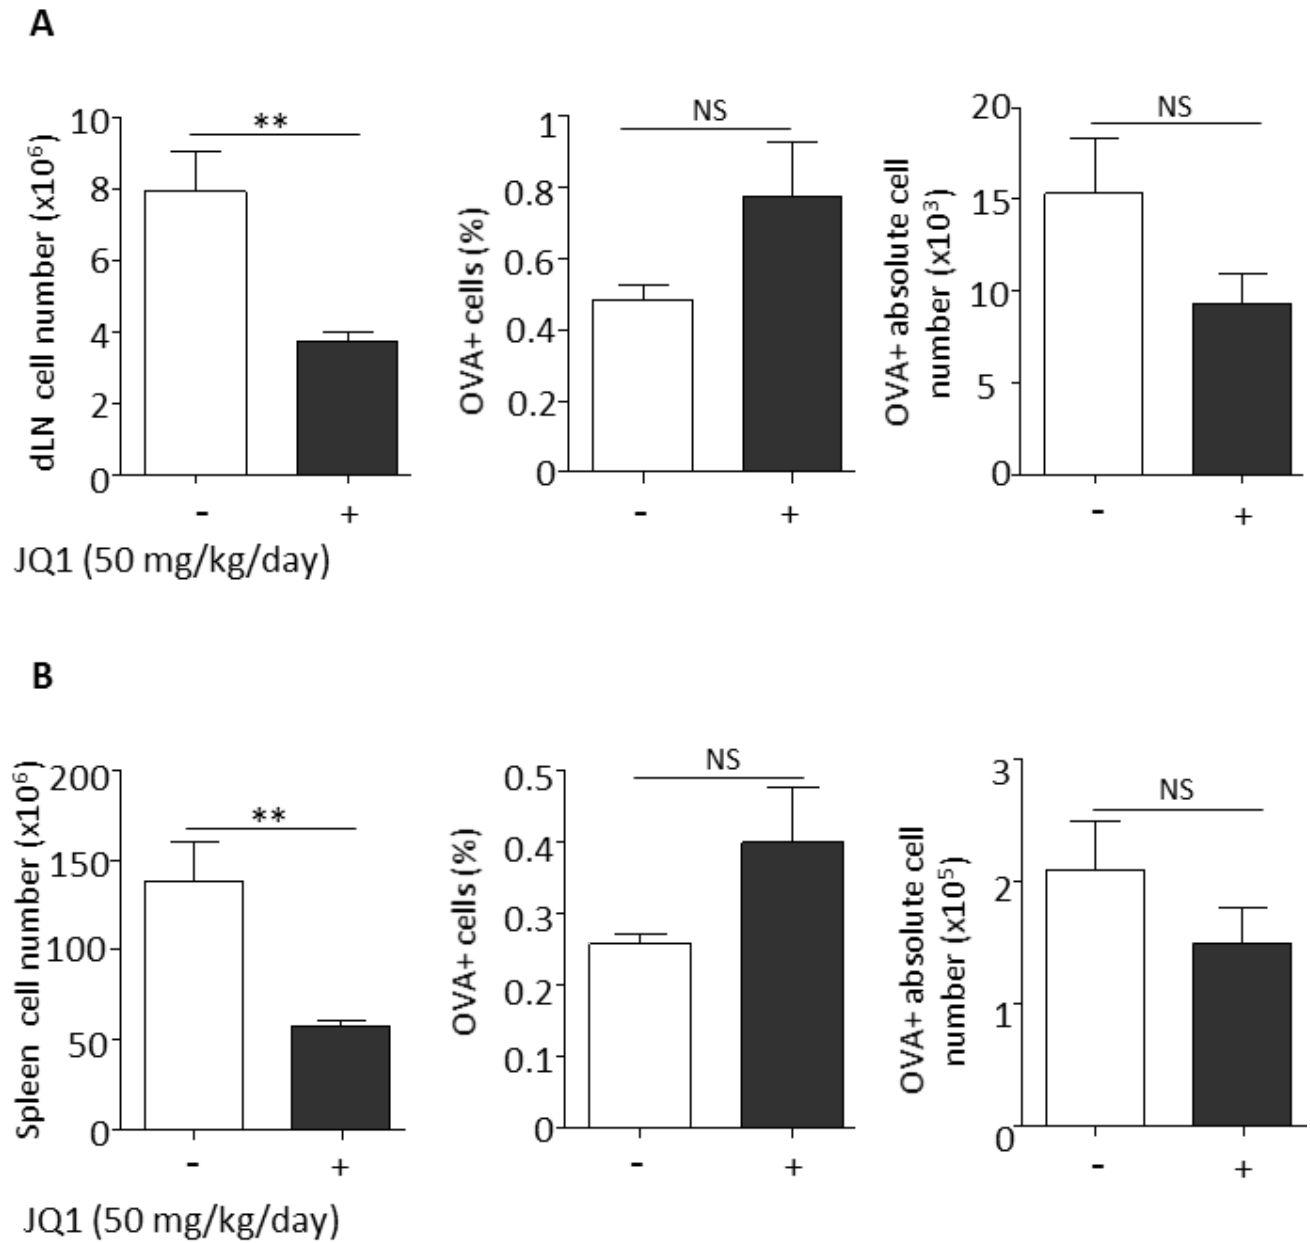 A
dLN cell number (x10⁶)
10
8
6
4
2
0
**
-
+
JQ1 (50 mg/kg/day)
OVA+ cells (%)
1
0.8
0.6
0.4
0.2
0
NS
-
+
OVA+ absolute cell
number (x10³)
20
15
10
5
0
NS
-
+
B
Spleen cell number (x10⁶)
200
150
100
50
0
**
-
+
JQ1 (50 mg/kg/day)
OVA+ cells (%)
0.5
0.4
0.3
0.2
0.1
0
NS
-
+
OVA+ absolute cell
number (x10⁵)
3
2
1
0
NS
-
+